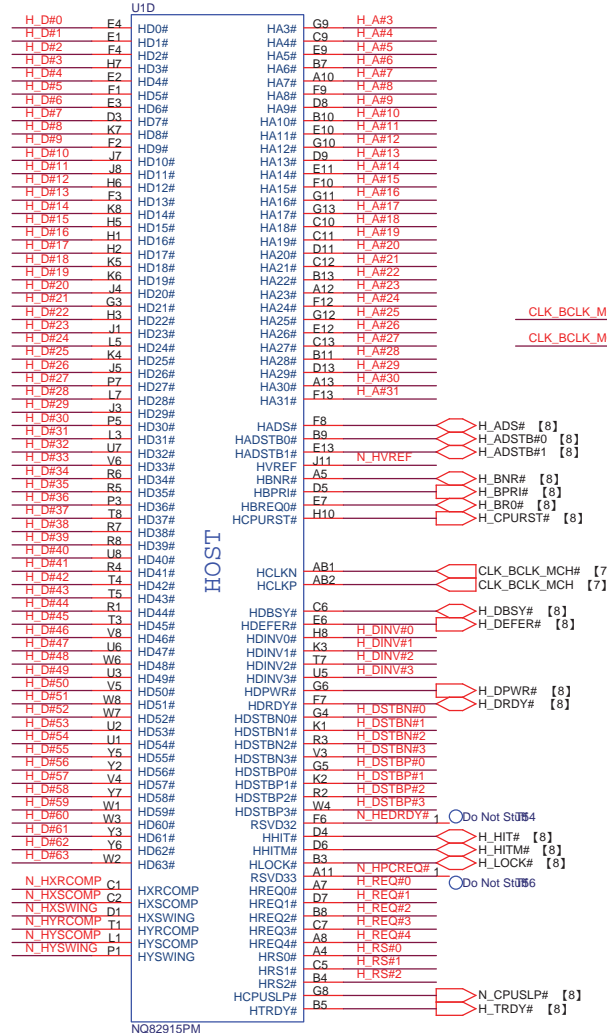 U1D
H_D#0 E4 HD0# HA3# G9 H_A#3
H_D#1 E1 HD1# HA4# C9 H_A#4
H_D#2 F4 HD2# HA5# E9 H_A#5
H_D#3 H7 HD3# HA6# B7 H_A#6
H_D#4 E2 HD4# HA7# A10 H_A#7
H_D#5 F1 HD5# HA8# F9 H_A#8
H_D#6 E3 HD6# HA9# D8 H_A#9
H_D#7 D3 HD7# HA10# B10 H_A#10
H_D#8 K7 HD8# HA11# E10 H_A#11
H_D#9 F2 HD9# HA12# G10 H_A#12
H_D#10 J7 HD10# HA13# D9 H_A#13
H_D#11 J8 HD11# HA14# E11 H_A#14
H_D#12 H6 HD12# HA15# F10 H_A#15
H_D#13 F3 HD13# HA16# G11 H_A#16
H_D#14 K8 HD14# HA17# G13 H_A#17
H_D#15 H5 HD15# HA18# C10 H_A#18
H_D#16 H1 HD16# HA19# C11 H_A#19
H_D#17 H2 HD17# HA20# D11 H_A#20
H_D#18 K5 HD18# HA21# C12 H_A#21
H_D#19 K6 HD19# HA22# B13 H_A#22
H_D#20 J4 HD20# HA23# A12 H_A#23
H_D#21 G3 HD21# HA24# F12 H_A#24
H_D#22 H3 HD22# HA25# G12 H_A#25 CLK_BCLK_M
H_D#23 J1 HD23# HA26# E12 H_A#26
H_D#24 L5 HD24# HA27# C13 H_A#27 CLK_BCLK_M
H_D#25 K4 HD25# HA28# B11 H_A#28
H_D#26 J5 HD26# HA29# D13 H_A#29
H_D#27 P7 HD27# HA30# A13 H_A#30
H_D#28 L7 HD28# HA31# F13 H_A#31
H_D#29 J3 HD29#
H_D#30 P5 HD30# HADS# F8 H_ADS# 【8】
H_D#31 L3 HD31# HADSTB0# B9 H_ADSTB#0 【8】
H_D#32 U7 HD32# HADSTB1# E13 H_ADSTB#1 【8】
H_D#33 V6 HD33# HVREF J11 N_HVREF
H_D#34 R6 HD34# HBNR# A5 H_BNR# 【8】
H_D#35 R5 HD35# HBPRI# D5 H_BPRI# 【8】
H_D#36 P3 HD36# HBREQ0# E7 H_BR0# 【8】
H_D#37 T8 HD37# HCPURST# H10 H_CPURST# 【8】
H_D#38 R7 HD38#
H_D#39 R8 HD39#
H_D#40 U8 HD40#
H_D#41 R4 HD41# HCLKN AB1 CLK_BCLK_MCH# 【7
H_D#42 T4 HD42# HCLKP AB2 CLK_BCLK_MCH 【7】
H_D#43 T5 HD43#
H_D#44 R1 HD44# HDBSY# C6 H_DBSY# 【8】
H_D#45 T3 HD45# HDEFER# E6 H_DEFER# 【8】
H_D#46 V8 HD46# HDINV0# H8 H_DINV#0
H_D#47 U6 HD47# HDINV1# K3 H_DINV#1
H_D#48 W6 HD48# HDINV2# T7 H_DINV#2
H_D#49 U3 HD49# HDINV3# U5 H_DINV#3
H_D#50 V5 HD50# HDPWR# G6 H_DPWR# 【8】
H_D#51 W8 HD51# HDRDY# F7 H_DRDY# 【8】
H_D#52 W7 HD52# HDSTBN0# G4 H_DSTBN#0
H_D#53 U2 HD53# HDSTBN1# K1 H_DSTBN#1
H_D#54 U1 HD54# HDSTBN2# R3 H_DSTBN#2
H_D#55 Y5 HD55# HDSTBN3# V3 H_DSTBN#3
H_D#56 Y2 HD56# HDSTBP0# G5 H_DSTBP#0
H_D#57 V4 HD57# HDSTBP1# K2 H_DSTBP#1
H_D#58 Y7 HD58# HDSTBP2# R2 H_DSTBP#2
H_D#59 W1 HD59# HDSTBP3# W4 H_DSTBP#3
H_D#60 W3 HD60# RSVD32 F6 N_HEDRDY# 1 Do Not Stuff
H_D#61 Y3 HD61# HHIT# D4 H_HIT# 【8】
H_D#62 Y6 HD62# HHITM# D6 H_HITM# 【8】
H_D#63 W2 HD63# HLOCK# B3 H_LOCK# 【8】
RSVD33 A11 N_HPCREQ# 1 Do Not Stuff
N_HXRCOMP C1 HXRCOMP HREQ0# A7 H_REQ#0
N_HXSCOMP C2 HXSCOMP HREQ1# D7 H_REQ#1
N_HXSWING D1 HXSWING HREQ2# B8 H_REQ#2
N_HYRCOMP T1 HYRCOMP HREQ3# C7 H_REQ#3
N_HYSCOMP L1 HYSCOMP HREQ4# A8 H_REQ#4
N_HYSWING P1 HYSWING HRS0# A4 H_RS#0
HRS1# C5 H_RS#1
HRS2# B4 H_RS#2
HCPUSLP# G8 N_CPUSLP# 【8】
HTRDY# B5 H_TRDY# 【8】
HOST
NQ82915PM